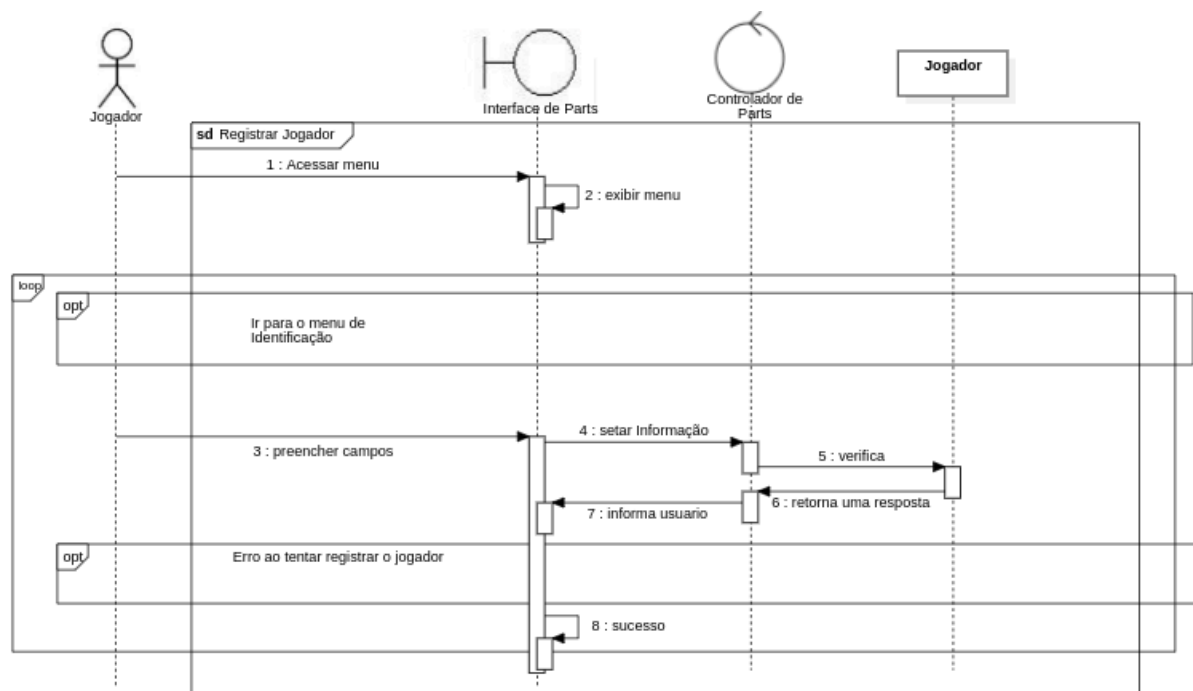 Jogador
Interface de Parts
Controlador de
Parts
Jogador
sd Registrar Jogador
1 : Acessar menu
2 : exibir menu
loop
opt
Ir para o menu de
Identificação
3 : preencher campos
4 : setar Informação
5 : verifica
6 : retorna uma resposta
7 : informa usuario
opt
Erro ao tentar registrar o jogador
8 : sucesso